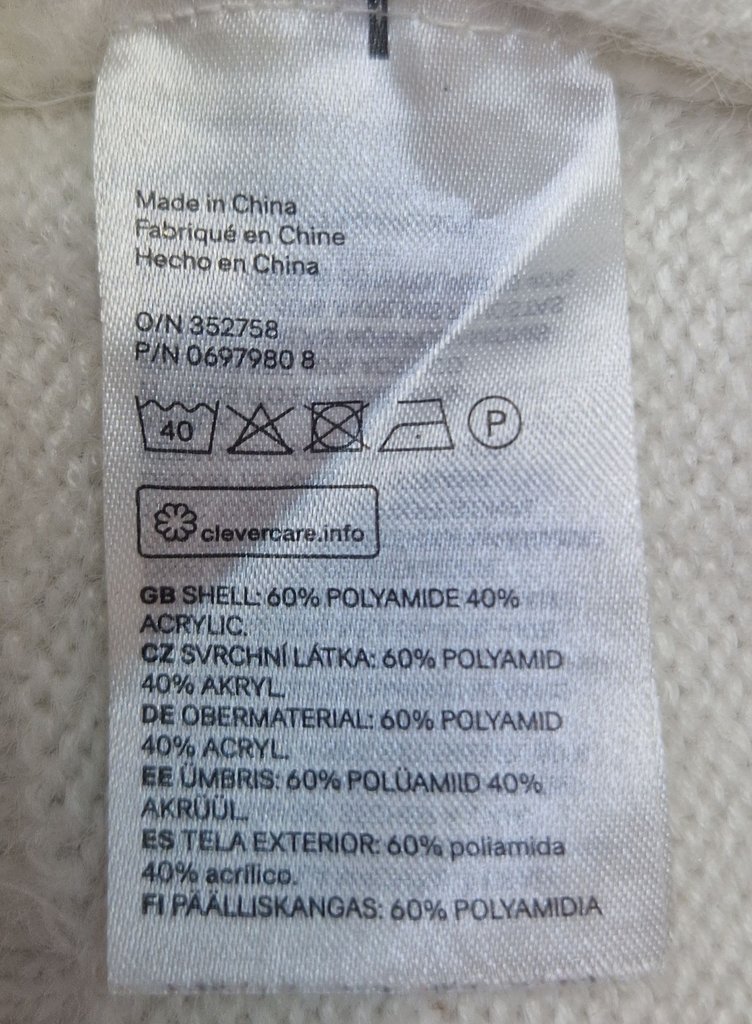 Made in China
Fabriqué en Chine
Hecho en China
O/N 352758
P/N 0697980 8
40
P
clevercare.info
GB SHELL: 60% POLYAMIDE 40%
ACRYLIC.
CZ SVRCHNÍ LÁTKA: 60% POLYAMID
40% AKRYL.
DE OBERMATERIAL: 60% POLYAMID
40% ACRYL.
EE ÜMBRIS: 60% POLÜAMIID 40%
AKRÜÜL.
ES TELA EXTERIOR: 60% poliamida
40% acrílico.
FI PÄÄLLISKANGAS: 60% POLYAMIDIA